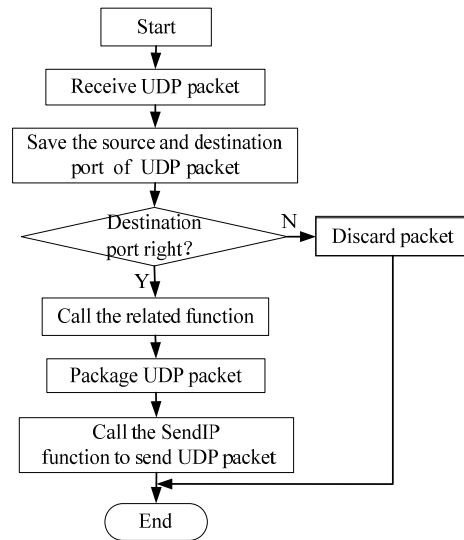 Start
Receive UDP packet
Save the source and destination
port of UDP packet
Destination
port right?
N
Discard packet
Y
Call the related function
Package UDP packet
Call the SendIP
function to send UDP packet
End